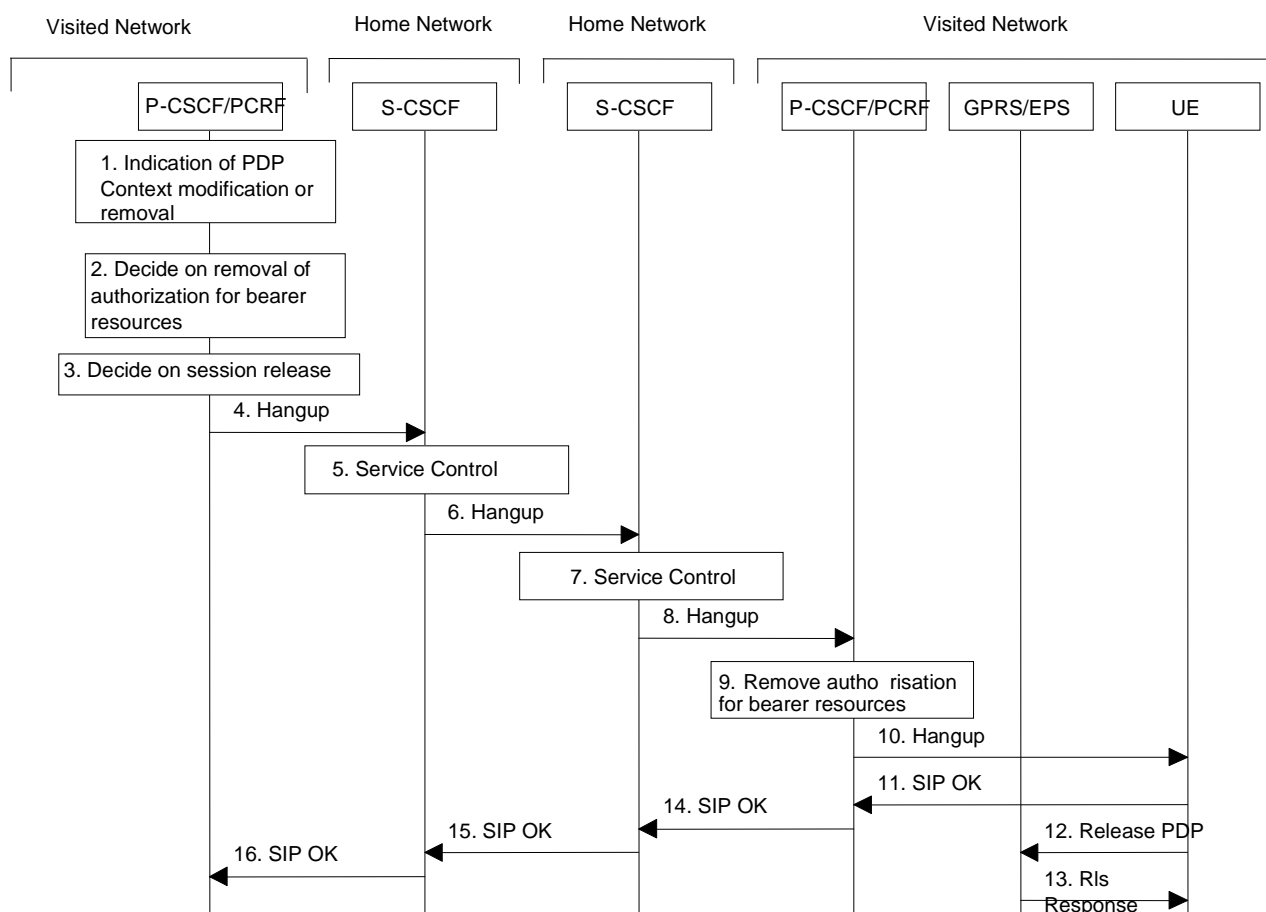 Visited Network
Home Network
Home Network
Visited Network
P-CSCF/PCRF
S-CSCF
S-CSCF
P-CSCF/PCRF
GPRS/EPS
UE
1. Indication of PDP
Context modification or
removal
2. Decide on removal of
authorization for bearer
resources
3. Decide on session release
4. Hangup
5. Service Control
6. Hangup
7. Service Control
8. Hangup
9. Remove autho risation
for bearer resources
10. Hangup
11. SIP OK
14. SIP OK
12. Release PDP
15. SIP OK
16. SIP OK
13. Rls
Response